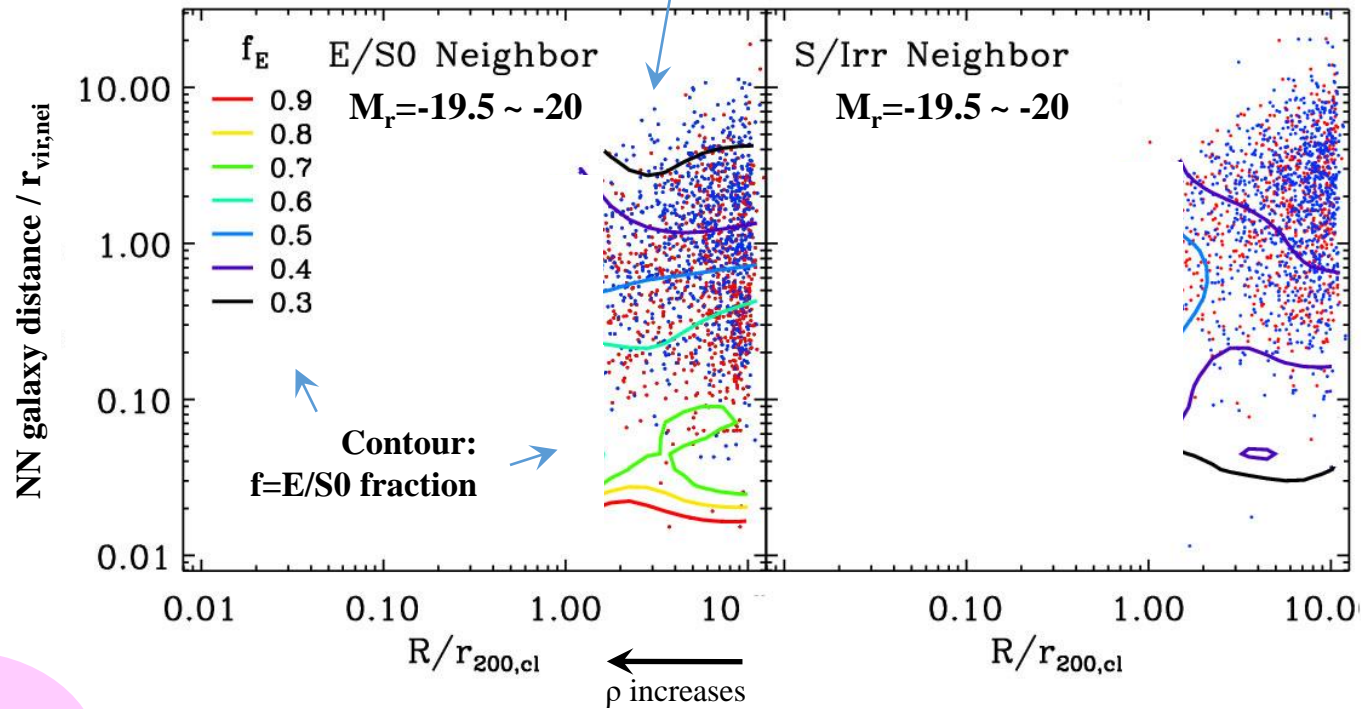 f_E
E/S0 Neighbor
M_r=-19.5 ~ -20
0.9
0.8
0.7
0.6
0.5
0.4
0.3
S/Irr Neighbor
M_r=-19.5 ~ -20
NN galaxy distance / r_vir,nei
10.00
1.00
0.10
0.01
Contour:
f=E/S0 fraction
0.01 0.10 1.00 10
0.10 1.00 10.0
R/r_200,cl
R/r_200,cl
ρ increases